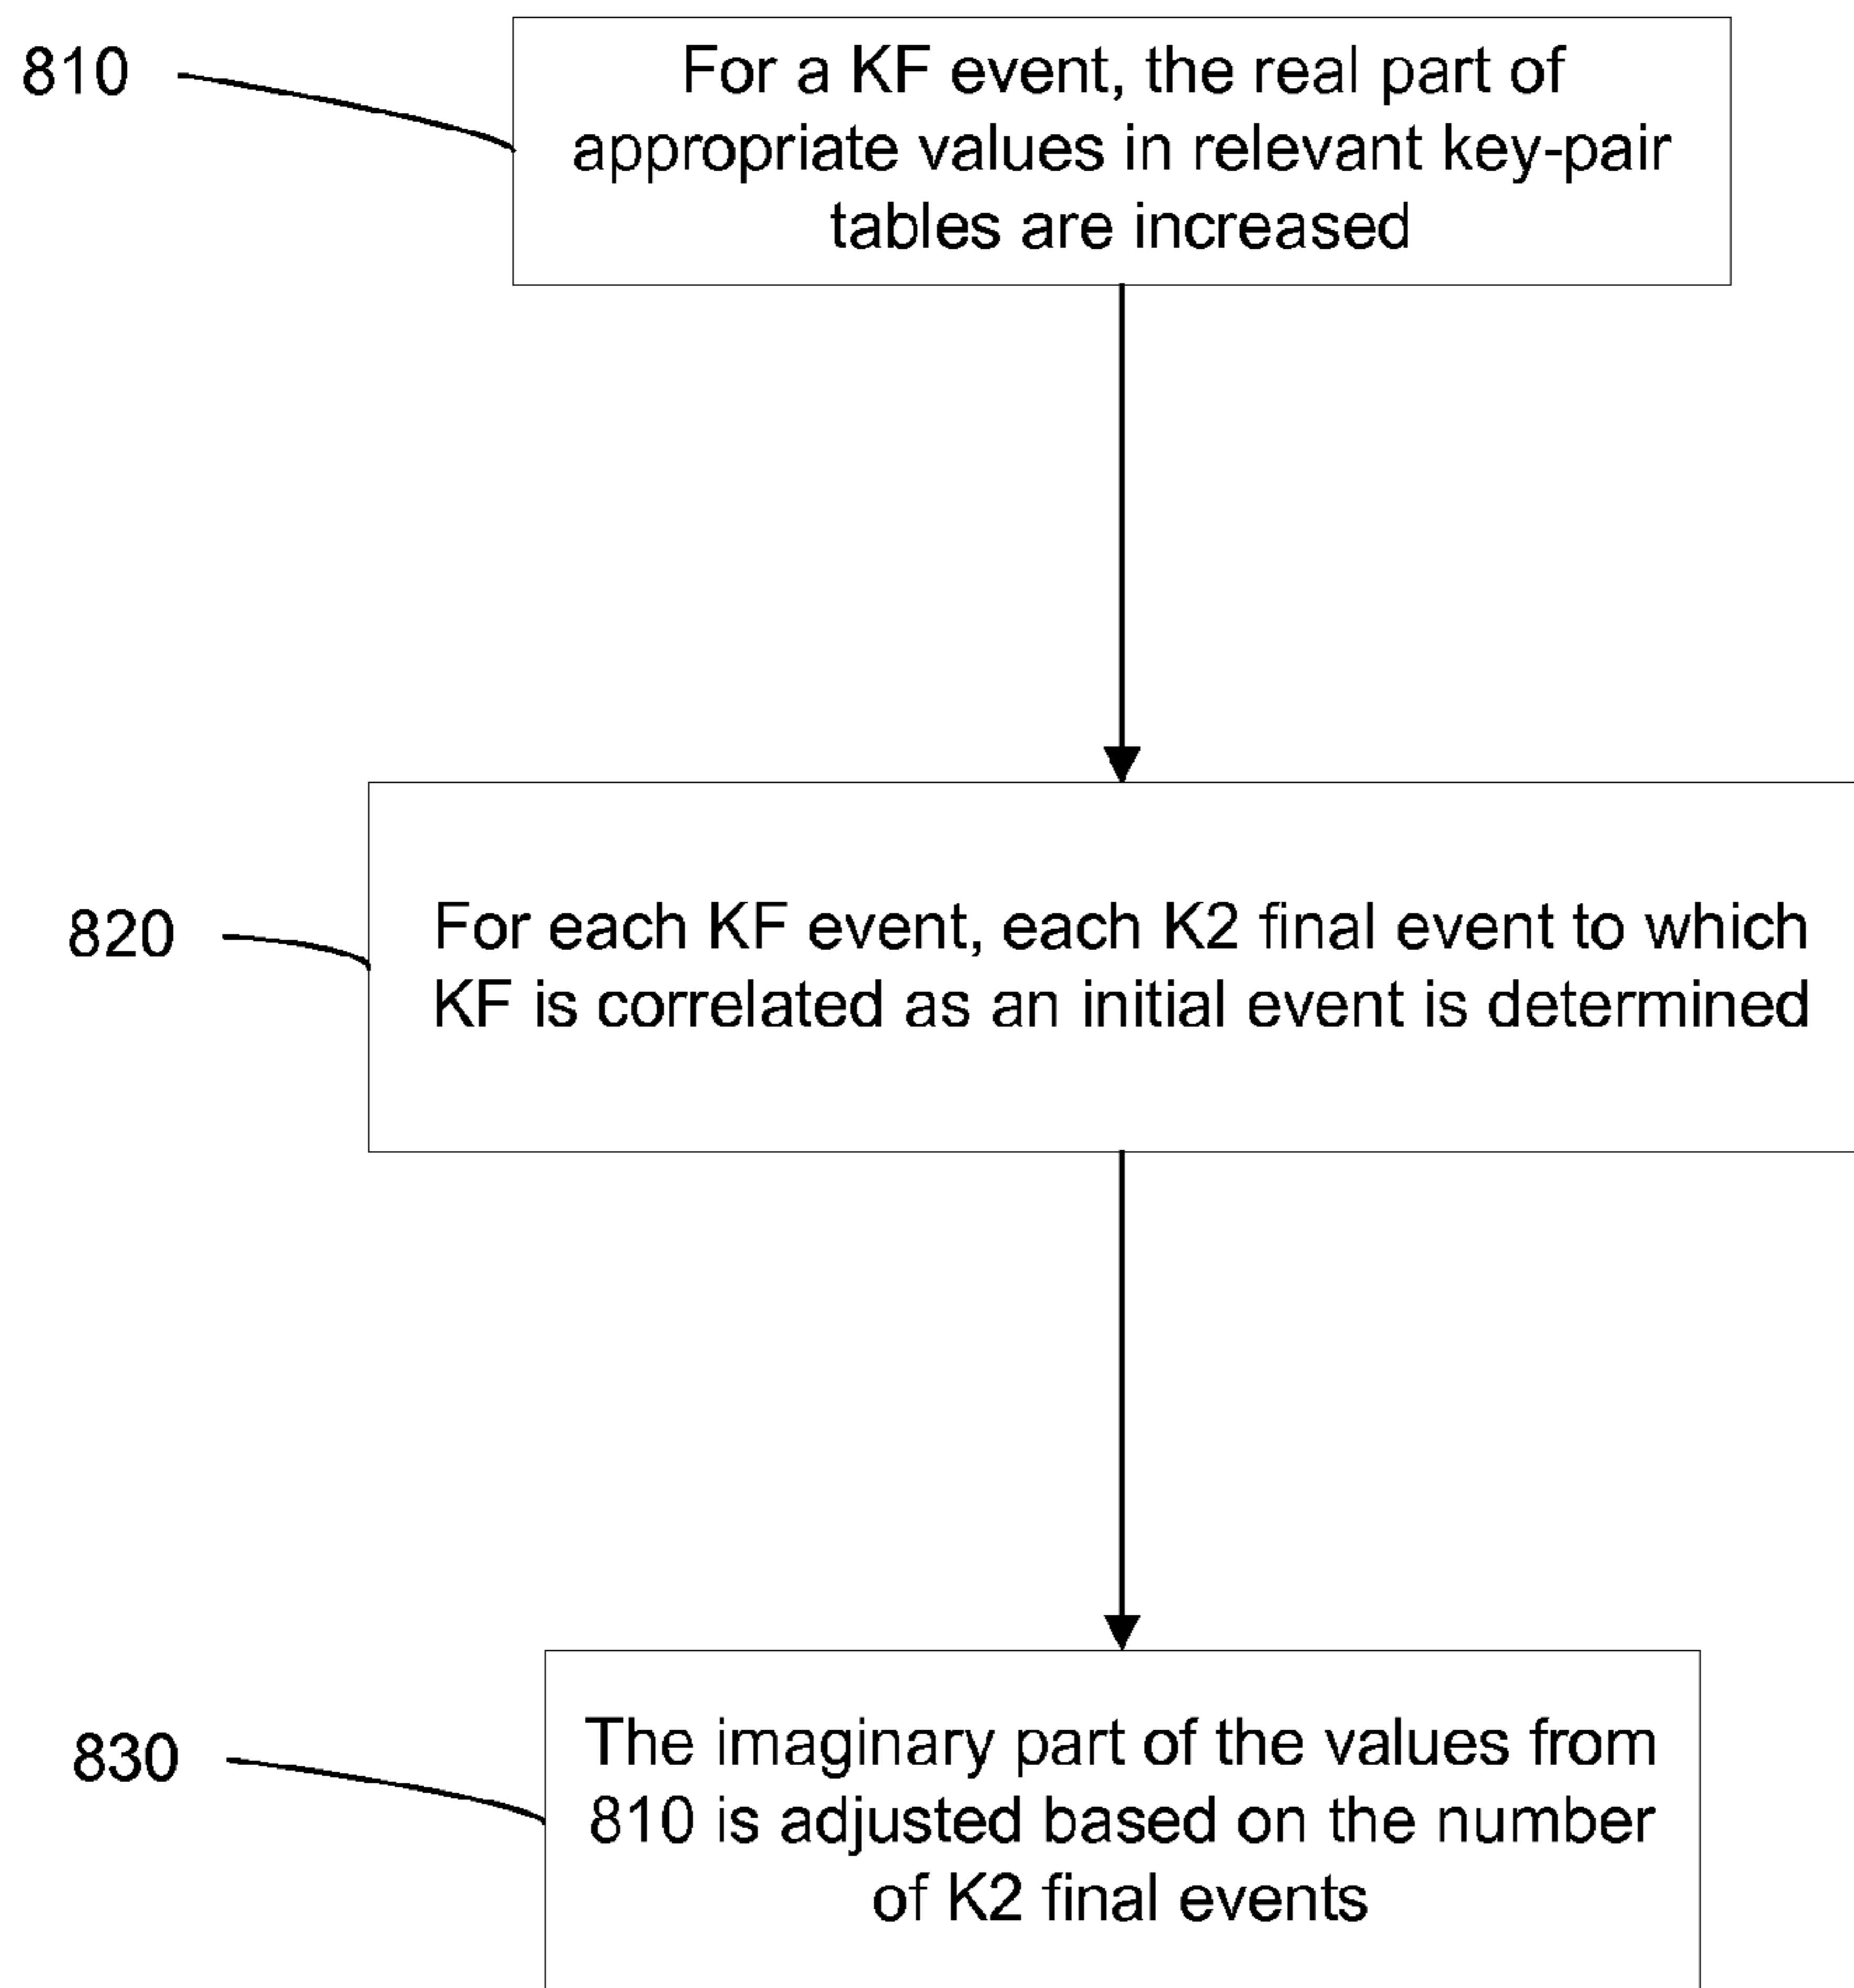 810
For a KF event, the real part of
appropriate values in relevant key-pair
tables are increased
820
For each KF event, each K2 final event to which
KF is correlated as an initial event is determined
830
The imaginary part of the values from
810 is adjusted based on the number
of K2 final events